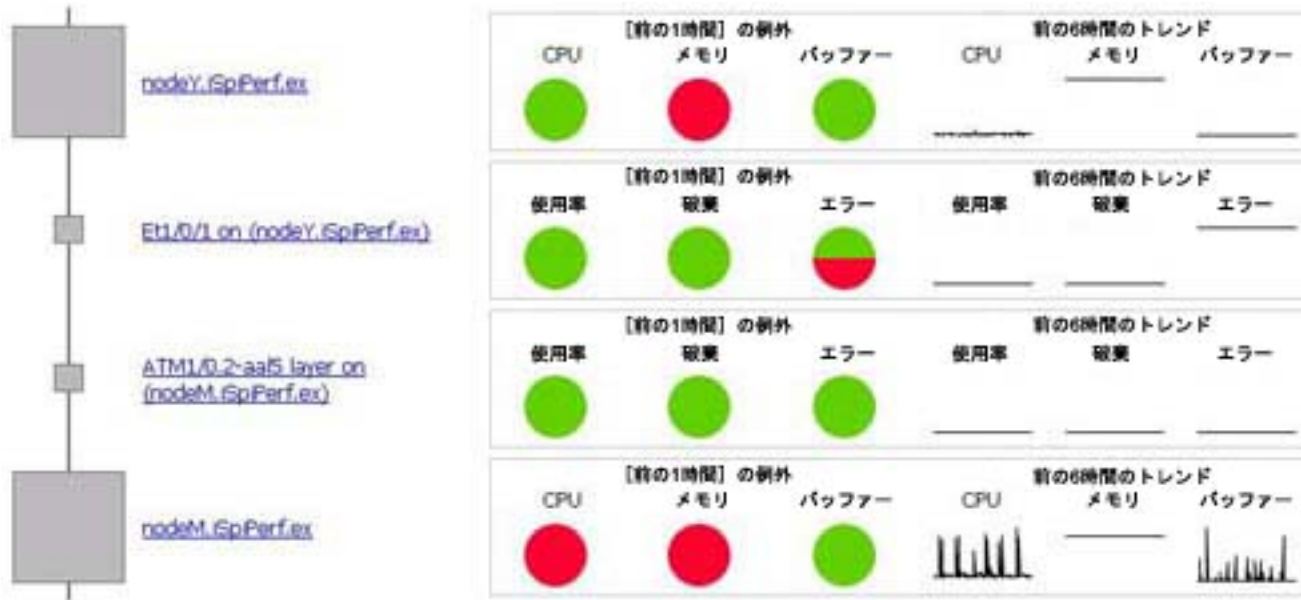 [前の1時間] の例外
前の6時間のトレンド
CPU メモリ バッファー CPU メモリ バッファー
nodeY.iSpiPerf.ex
[前の1時間] の例外
前の6時間のトレンド
使用率 破棄 エラー 使用率 破棄 エラー
Et1/0/1 on (nodeY.iSpiPerf.ex)
[前の1時間] の例外
前の6時間のトレンド
使用率 破棄 エラー 使用率 破棄 エラー
ATM1/0.2-aal5 layer on
(nodeM.iSpiPerf.ex)
[前の1時間] の例外
前の6時間のトレンド
CPU メモリ バッファー CPU メモリ バッファー
nodeM.iSpiPerf.ex